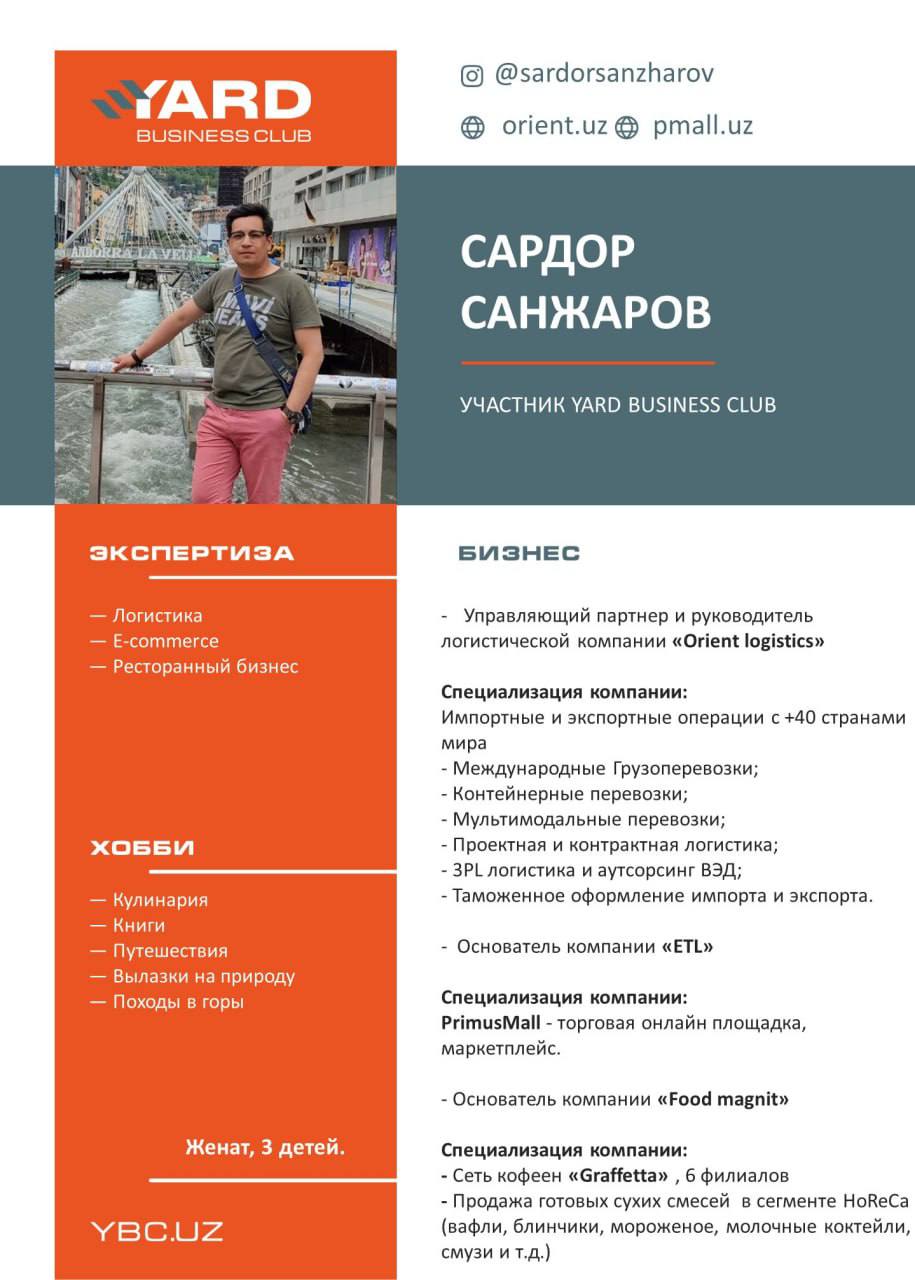 YARD
BUSINESS CLUB
@sardorsanzharov
orient.uz pmall.uz
ANDORRA LA VELL
MAVI
JEANS
САРДОР
САНЖАРОВ
УЧАСТНИК YARD BUSINESS CLUB
ЭКСПЕРТИЗА
— Логистика
— E-commerce
— Ресторанный бизнес
ХОББИ
— Кулинария
— Книги
— Путешествия
— Вылазки на природу
— Походы в горы
Женат, 3 детей.
YBC.UZ
БИЗНЕС
- Управляющий партнер и руководитель
логистической компании «Orient logistics»
Специализация компании:
Импортные и экспортные операции с +40 странами
мира
- Международные Грузоперевозки;
- Контейнерные перевозки;
- Мультимодальные перевозки;
- Проектная и контрактная логистика;
- 3PL логистика и аутсорсинг ВЭД;
- Таможенное оформление импорта и экспорта.
- Основатель компании «ETL»
Специализация компании:
PrimusMall - торговая онлайн площадка,
маркетплейс.
- Основатель компании «Food magnit»
Специализация компании:
- Сеть кофеен «Graffetta» , 6 филиалов
- Продажа готовых сухих смесей в сегменте HoReCa
(вафли, блинчики, мороженое, молочные коктейли,
смузи и т.д.)